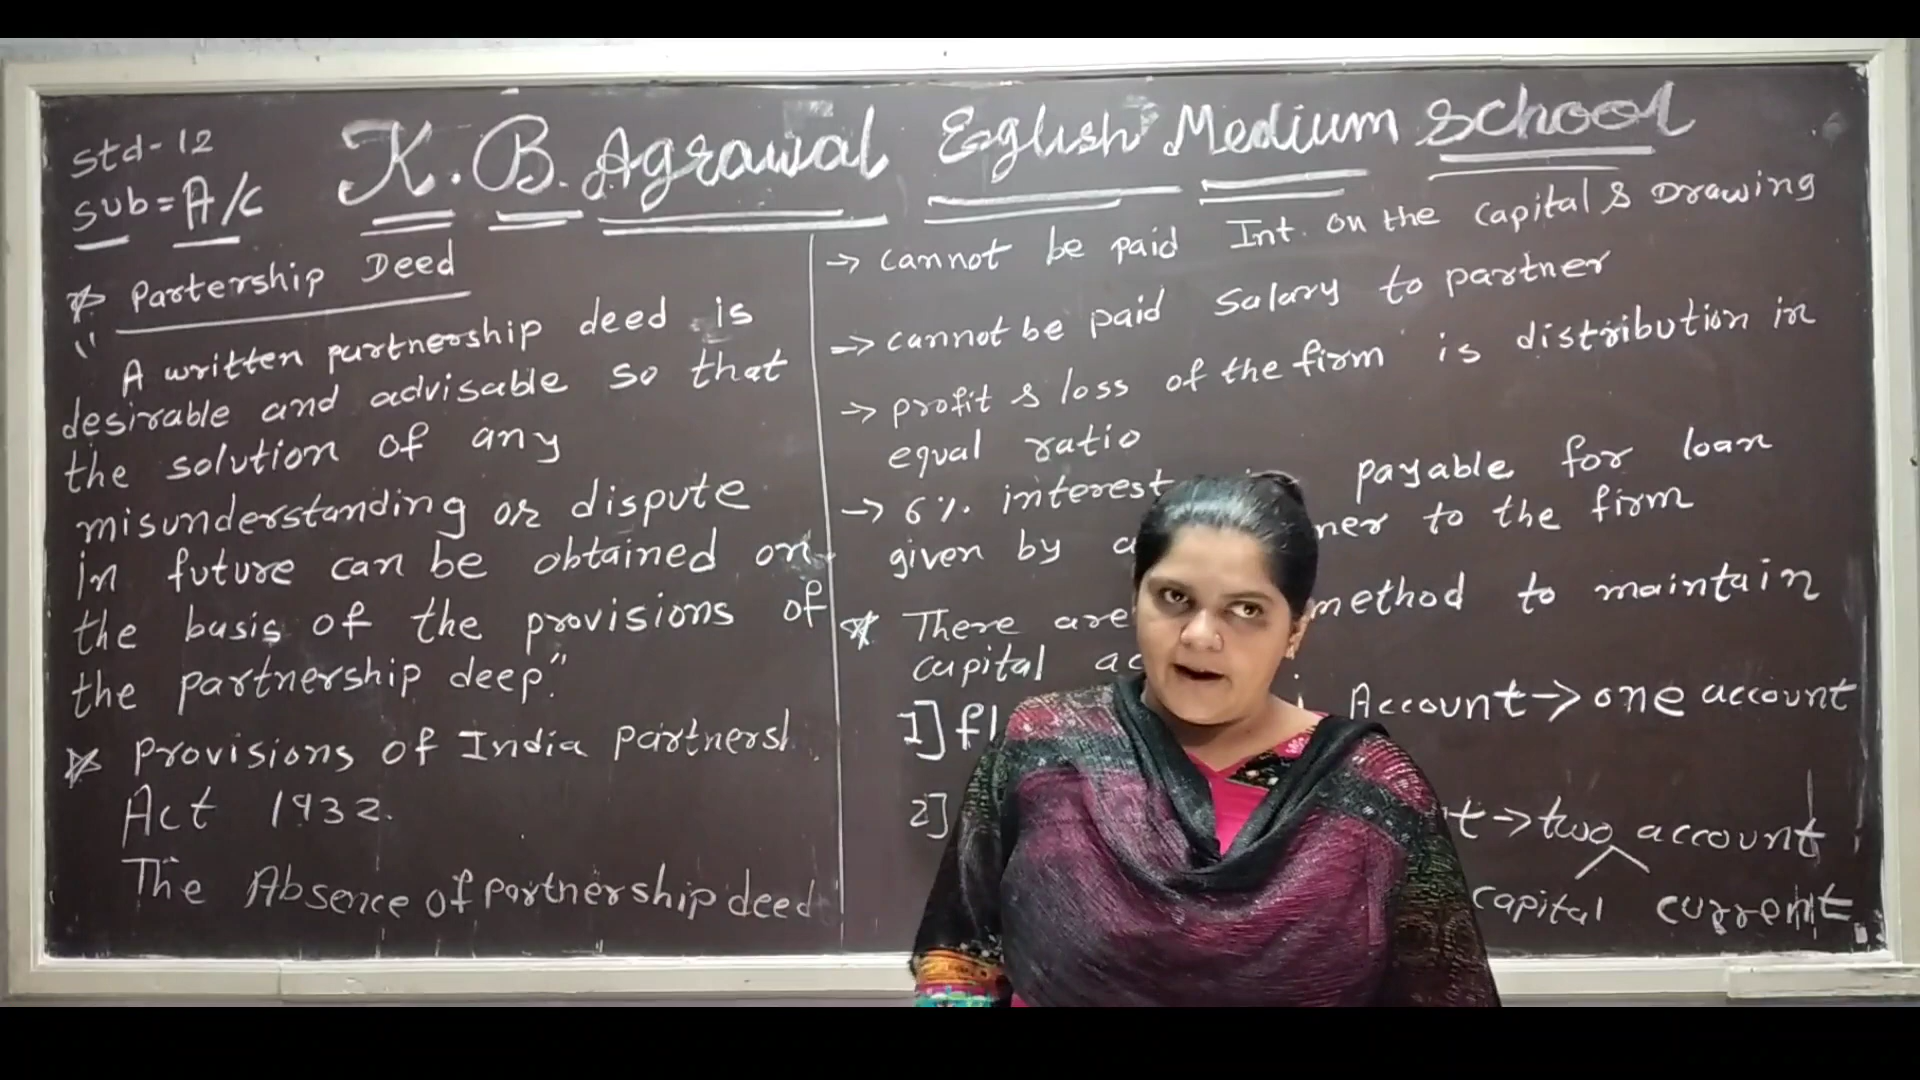 Std-12
Sub=A/C
K. B. Agrawal Eglish Medium School
Partership Deed
"A written partnership deed is
desirable and advisable so that
the solution of any
misunderstanding or dispute
in future can be obtained on
the basis of the provisions of
the partnership deep."
Provisions of India Partnersh
Act 1932.
The Absence of partnership deed
→ cannot be paid Int. on the capital & Drawing
→ cannot be paid Salary to partner
→ profit & loss of the firm is distribution in
equal ratio
→ 6% interest payable for loan
given by a ner to the firm
There are method to maintain
capital ac
1] fl Account → one account
2] t → two account
capital current